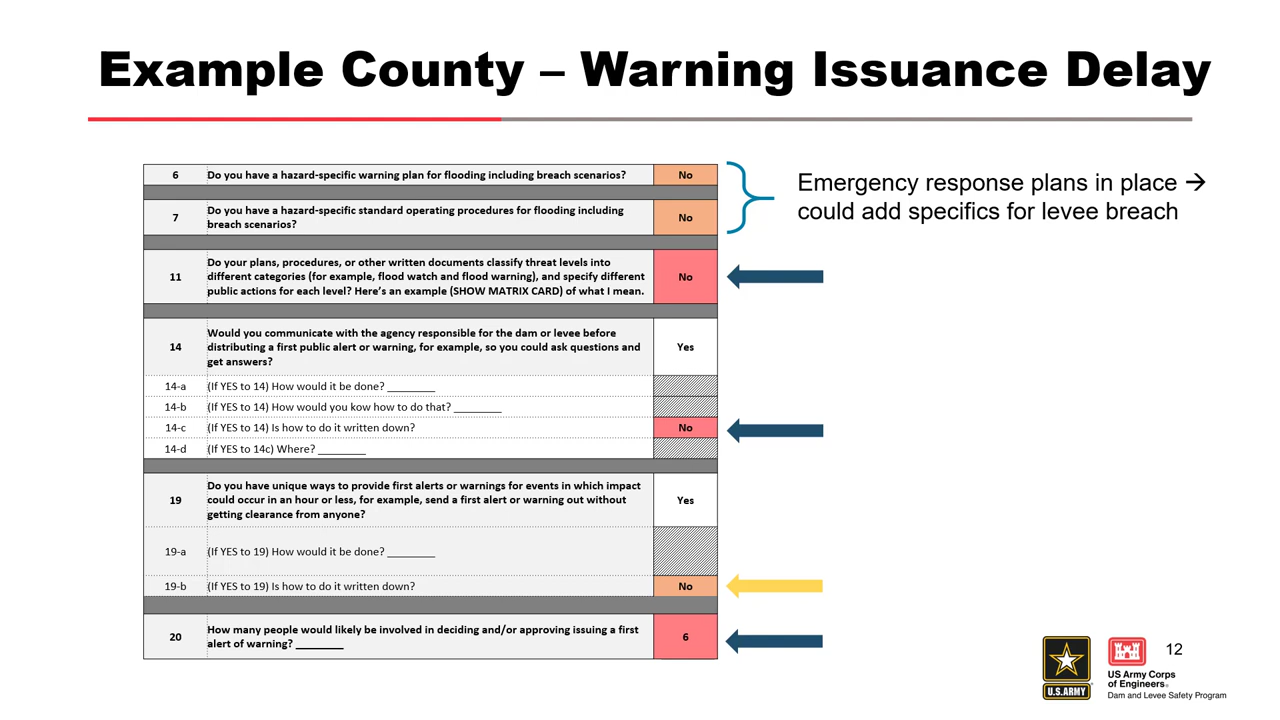 Example County – Warning Issuance Delay
6 Do you have a hazard-specific warning plan for flooding including breach scenarios? No
7 Do you have a hazard-specific standard operating procedures for flooding including
breach scenarios? No
11 Do your plans, procedures, or other written documents classify threat levels into
different categories (for example, flood watch and flood warning), and specify different
public actions for each level? Here's an example (SHOW MATRIX CARD) of what I mean. No
14 Would you communicate with the agency responsible for the dam or levee before
distributing a first public alert or warning, for example, so you could ask questions and
get answers? Yes
14-a (If YES to 14) How would it be done? ________
14-b (If YES to 14) How would you kow how to do that? ________
14-c (If YES to 14) Is how to do it written down? No
14-d (If YES to 14c) Where? ________
19 Do you have unique ways to provide first alerts or warnings for events in which impact
could occur in an hour or less, for example, send a first alert or warning out without
getting clearance from anyone? Yes
19-a (If YES to 19) How would it be done? ________
19-b (If YES to 19) Is how to do it written down? No
20 How many people would likely be involved in deciding and/or approving issuing a first
alert of warning? ________ 6
Emergency response plans in place →
could add specifics for levee breach
U.S.ARMY
US Army Corps
of Engineers®
Dam and Levee Safety Program
12